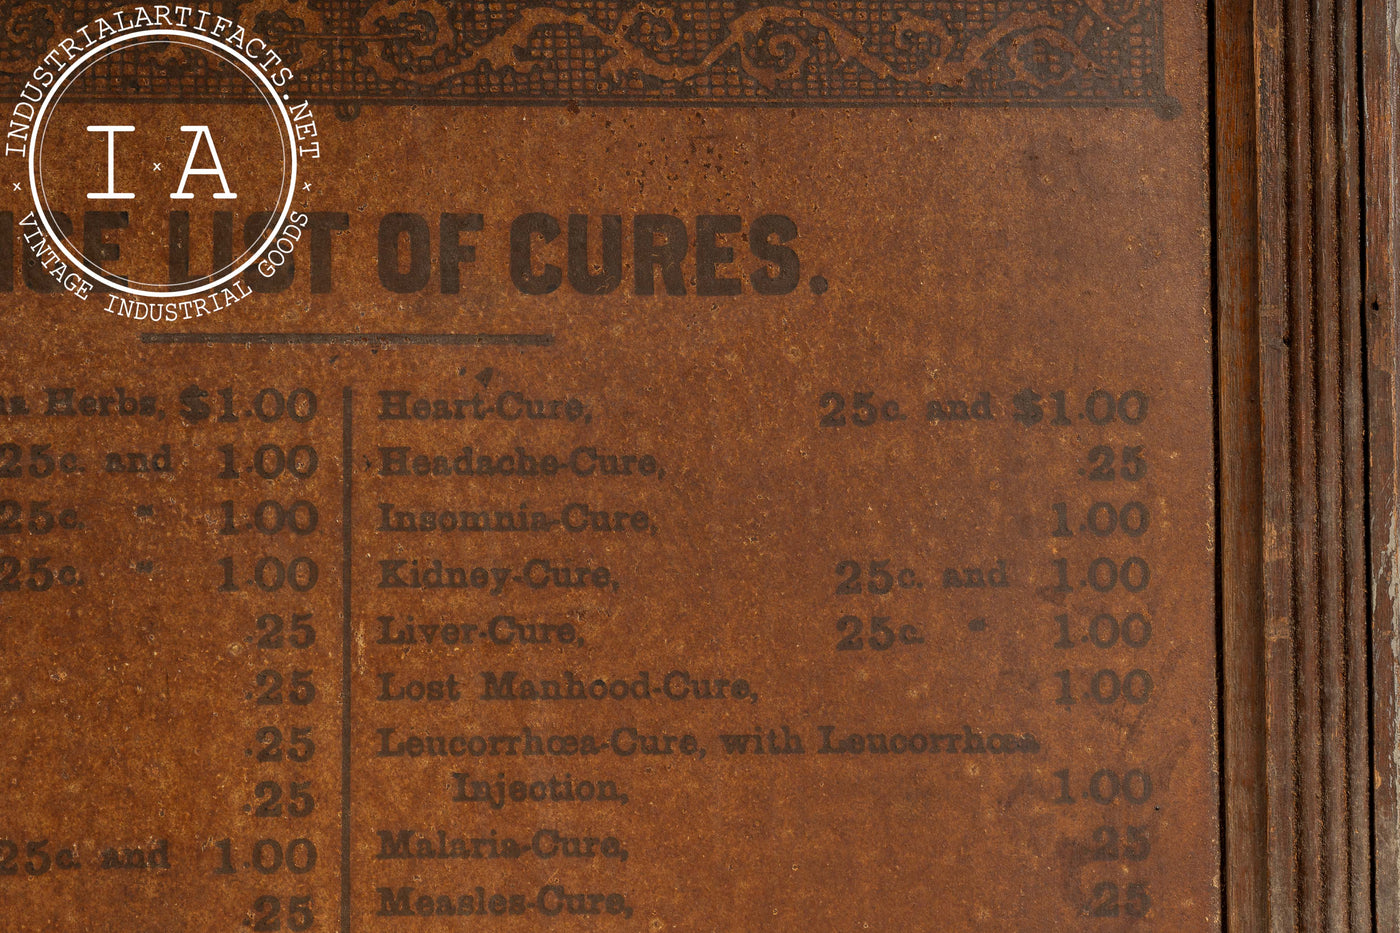 INDUSTRIALARTIFACTS.NET
I·A
VINTAGE INDUSTRIAL GOODS
LIST OF CURES.
Herbs, $1.00
25c. and 1.00
25c. " 1.00
25c. " 1.00
.25
.25
.25
.25
25c. and 1.00
.25
Heart-Cure, 25c. and $1.00
Headache-Cure, .25
Insomnia-Cure, 1.00
Kidney-Cure, 25c. and 1.00
Liver-Cure, 25c. " 1.00
Lost Manhood-Cure, 1.00
Leucorrhœa-Cure, with Leucorrhœa
Injection, 1.00
Malaria-Cure, .25
Measles-Cure, .25